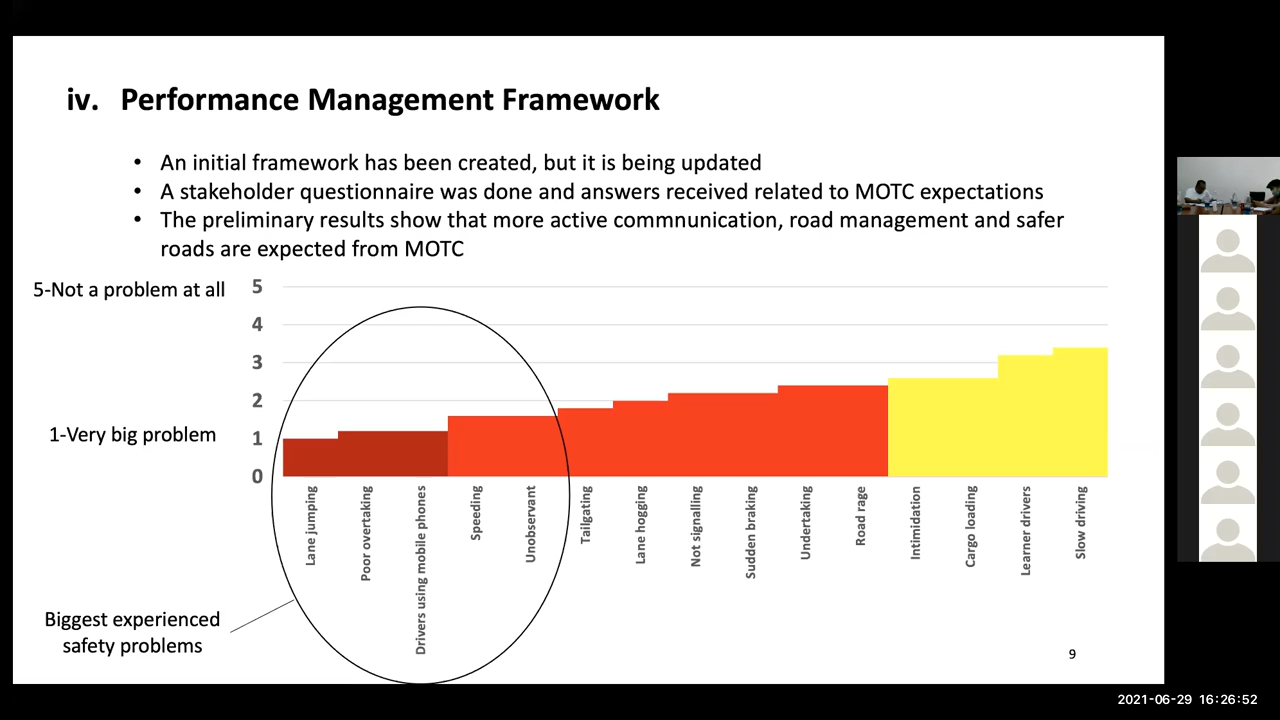 iv. Performance Management Framework
• An initial framework has been created, but it is being updated
• A stakeholder questionnaire was done and answers received related to MOTC expectations
• The preliminary results show that more active commnunication, road management and safer
roads are expected from MOTC
5-Not a problem at all
5
4
3
2
1-Very big problem
1
0
Lane jumping
Poor overtaking
Drivers using mobile phones
Speeding
Unobservant
Tailgating
Lane hogging
Not signalling
Sudden braking
Undertaking
Road rage
Intimidation
Cargo loading
Learner drivers
Slow driving
Biggest experienced
safety problems
9
2021-06-29 16:26:52